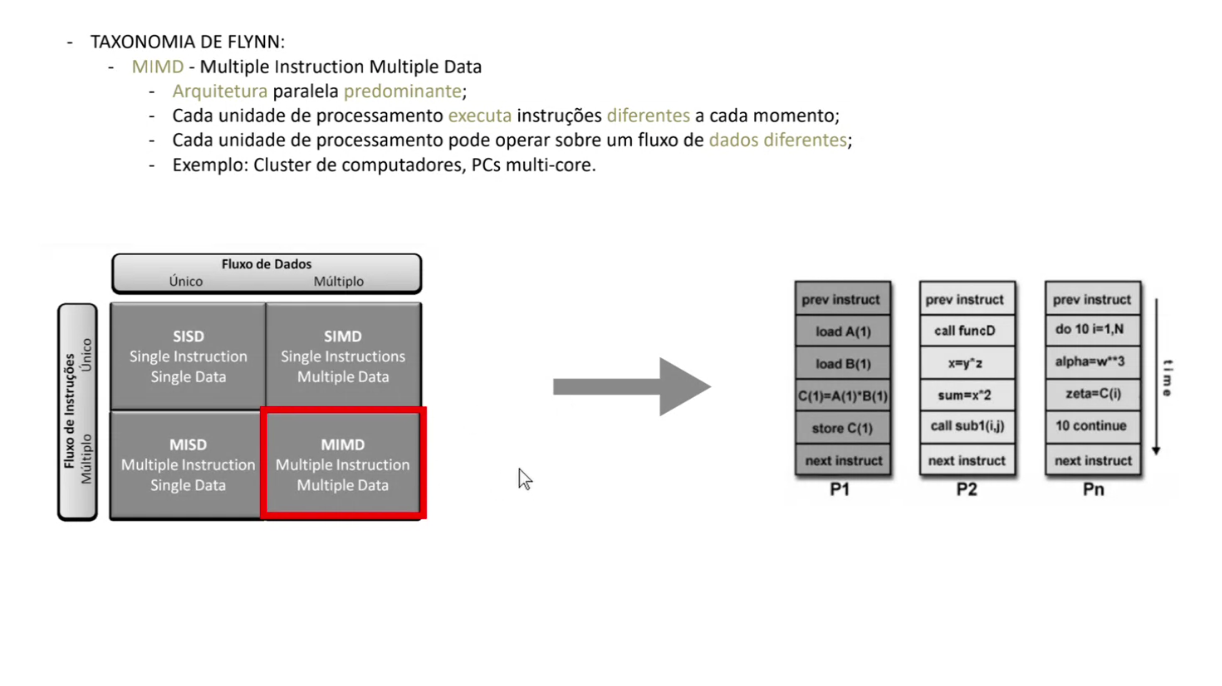 - TAXONOMIA DE FLYNN:
- MIMD - Multiple Instruction Multiple Data
- Arquitetura paralela predominante;
- Cada unidade de processamento executa instruções diferentes a cada momento;
- Cada unidade de processamento pode operar sobre um fluxo de dados diferentes;
- Exemplo: Cluster de computadores, PCs multi-core.
Fluxo de Dados
Único Múltiplo
Fluxo de Instruções
Único
Múltiplo
SISD
Single Instruction
Single Data
SIMD
Single Instructions
Multiple Data
MISD
Multiple Instruction
Single Data
MIMD
Multiple Instruction
Multiple Data
prev instruct
load A(1)
load B(1)
C(1)=A(1)*B(1)
store C(1)
next instruct
P1
prev instruct
call funcD
x=y*z
sum=x*2
call sub1(i,j)
next instruct
P2
prev instruct
do 10 i=1,N
alpha=w**3
zeta=C(i)
10 continue
next instruct
Pn
time